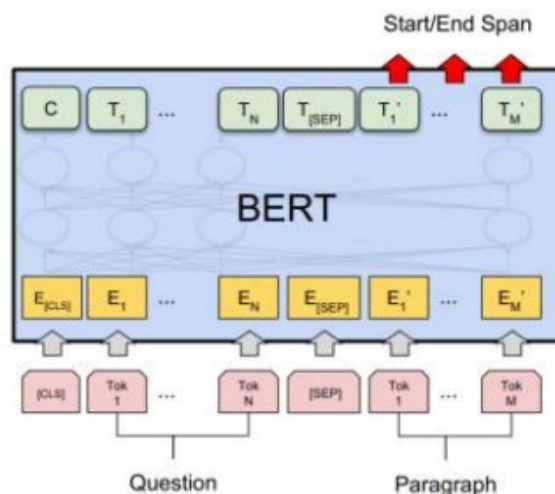 Start/End Span
C T1 ... TN T[SEP] T1' ... TM'
BERT
E[CLS] E1 ... EN E[SEP] E1' ... EM'
[CLS] Tok 1 ... Tok N [SEP] Tok 1 ... Tok M
Question Paragraph